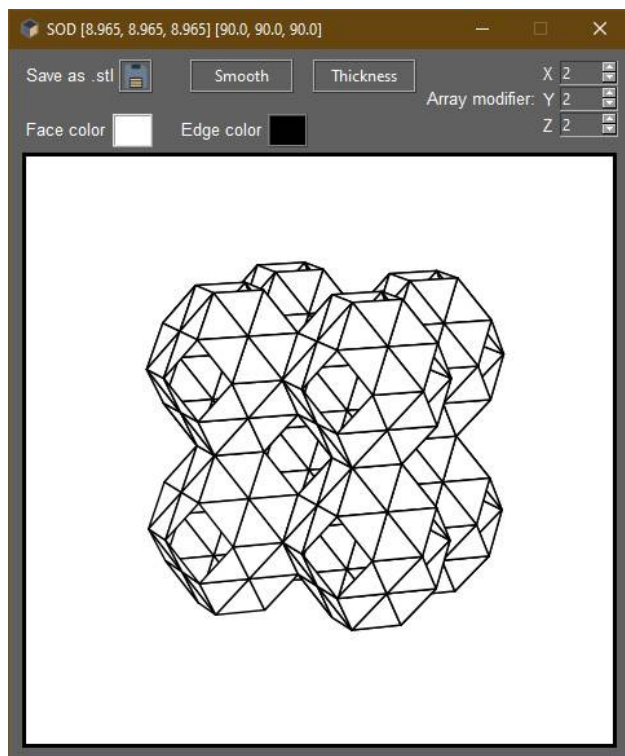 SOD [8.965, 8.965, 8.965] [90.0, 90.0, 90.0]
Save as .stl Smooth Thickness
Array modifier: X 2
Y 2
Z 2
Face color Edge color